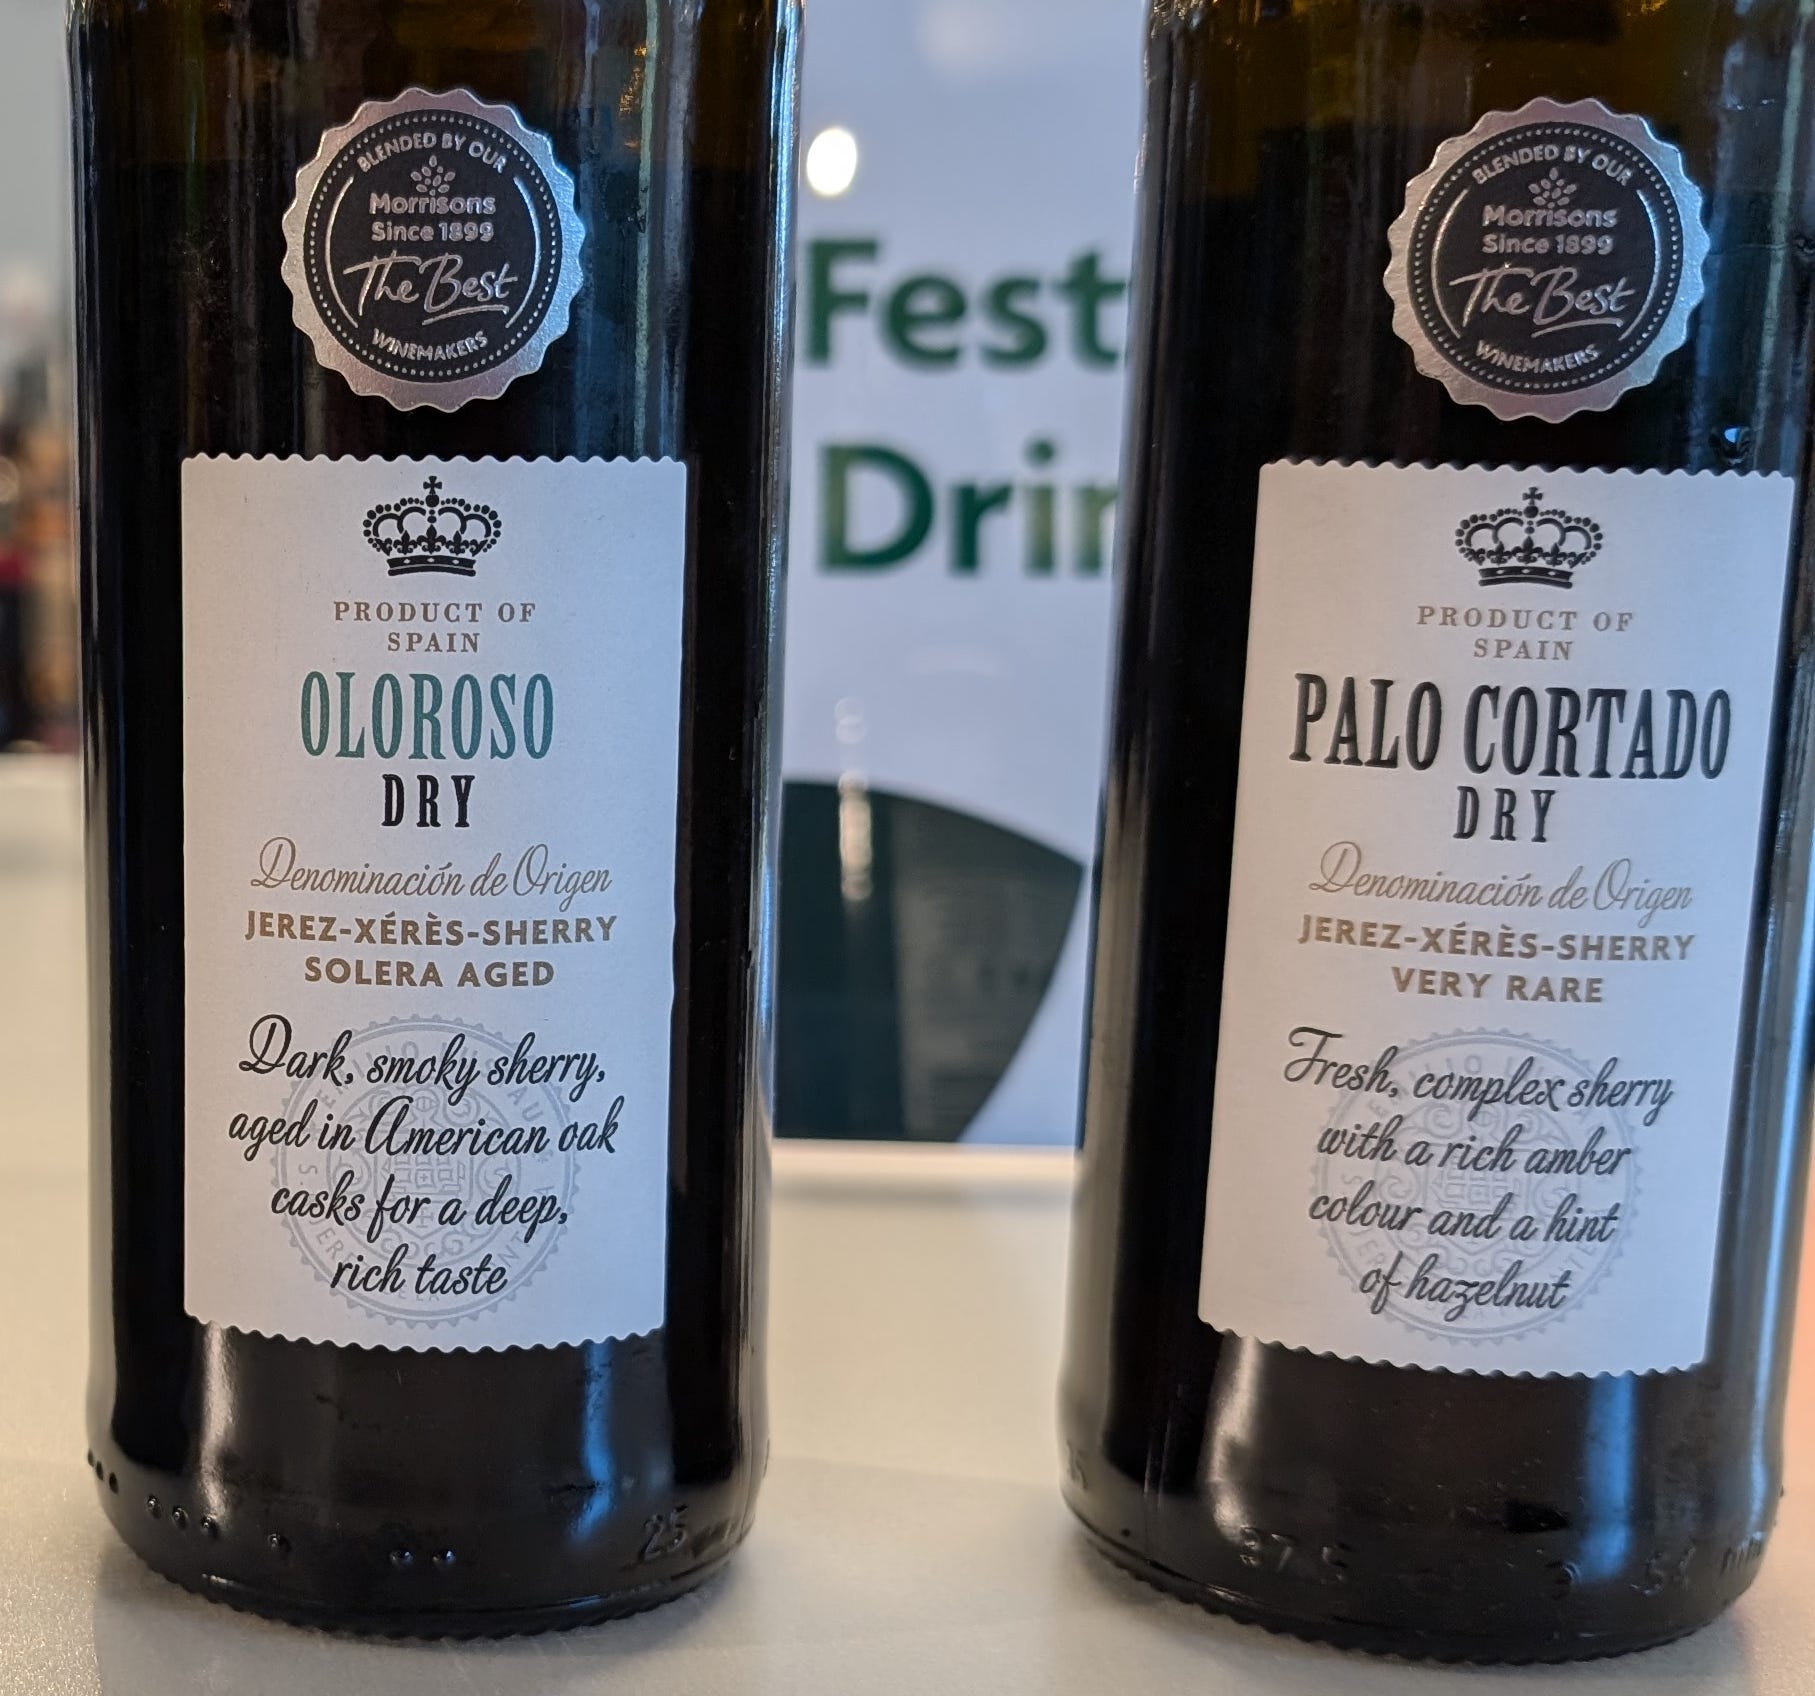 BLENDED BY OUR
Morrisons
Since 1899
The Best
WINEMAKERS
PRODUCT OF
SPAIN
OLOROSO
DRY
Denominación de Origen
JEREZ-XÉRÈS-SHERRY
SOLERA AGED
Dark, smoky sherry,
aged in American oak
casks for a deep,
rich taste
25
Fest
Drin
BLENDED BY OUR
Morrisons
Since 1899
The Best
WINEMAKERS
PRODUCT OF
SPAIN
PALO CORTADO
DRY
Denominación de Origen
JEREZ-XÉRÈS-SHERRY
VERY RARE
Fresh, complex sherry
with a rich amber
colour and a hint
of hazelnut